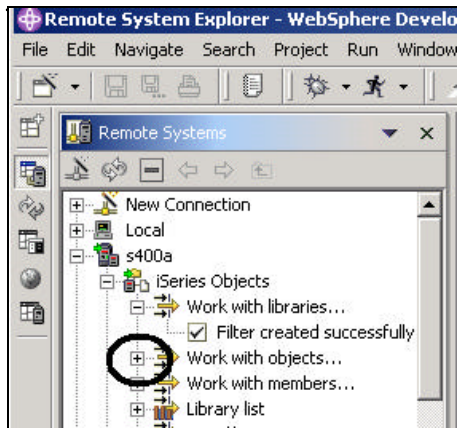 Remote System Explorer - WebSphere Develo
File Edit Navigate Search Project Run Window
Remote Systems
New Connection
Local
s400a
iSeries Objects
Work with libraries...
Filter created successfully
Work with objects...
Work with members...
Library list